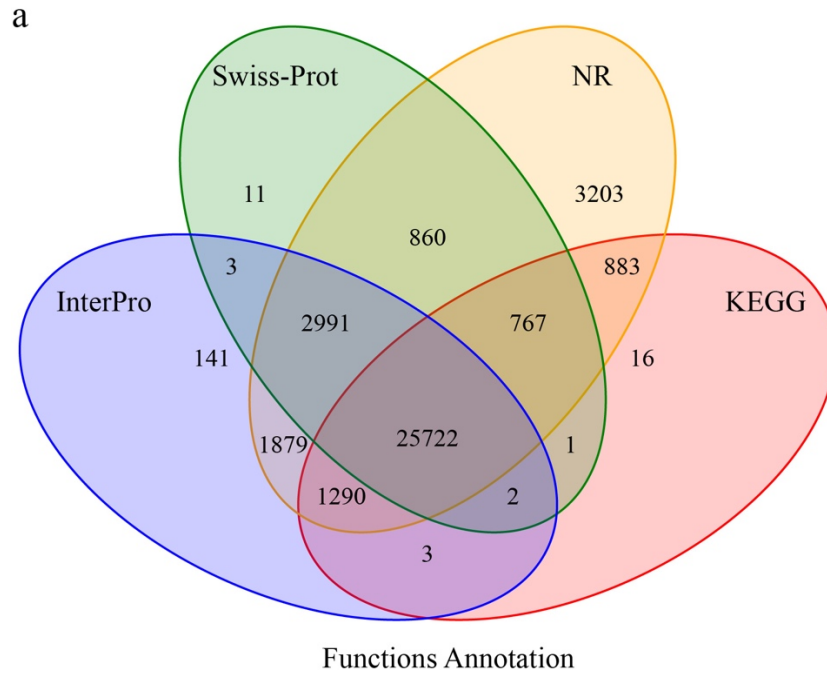 a
Swiss-Prot
NR
11
3203
860
3
883
InterPro
KEGG
2991
767
141
16
1879
25722
1
1290
2
3
Functions Annotation